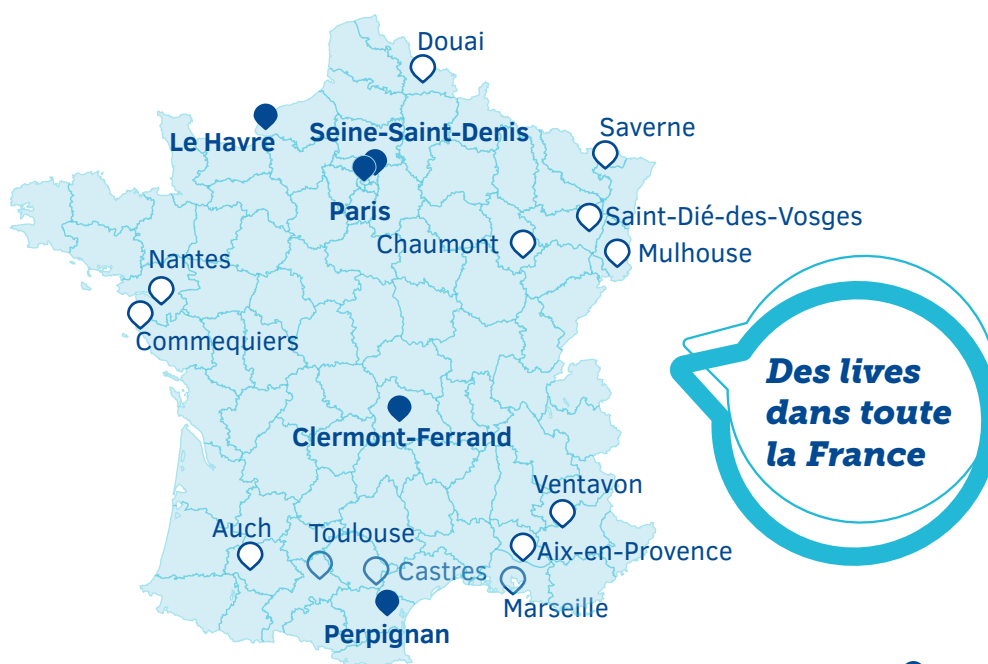 Douai
Le Havre
Seine-Saint-Denis
Saverne
Paris
Saint-Dié-des-Vosges
Chaumont
Mulhouse
Nantes
Commequiers
Des lives
dans toute
la France
Clermont-Ferrand
Ventavon
Auch
Toulouse
Aix-en-Provence
Castres
Marseille
Perpignan